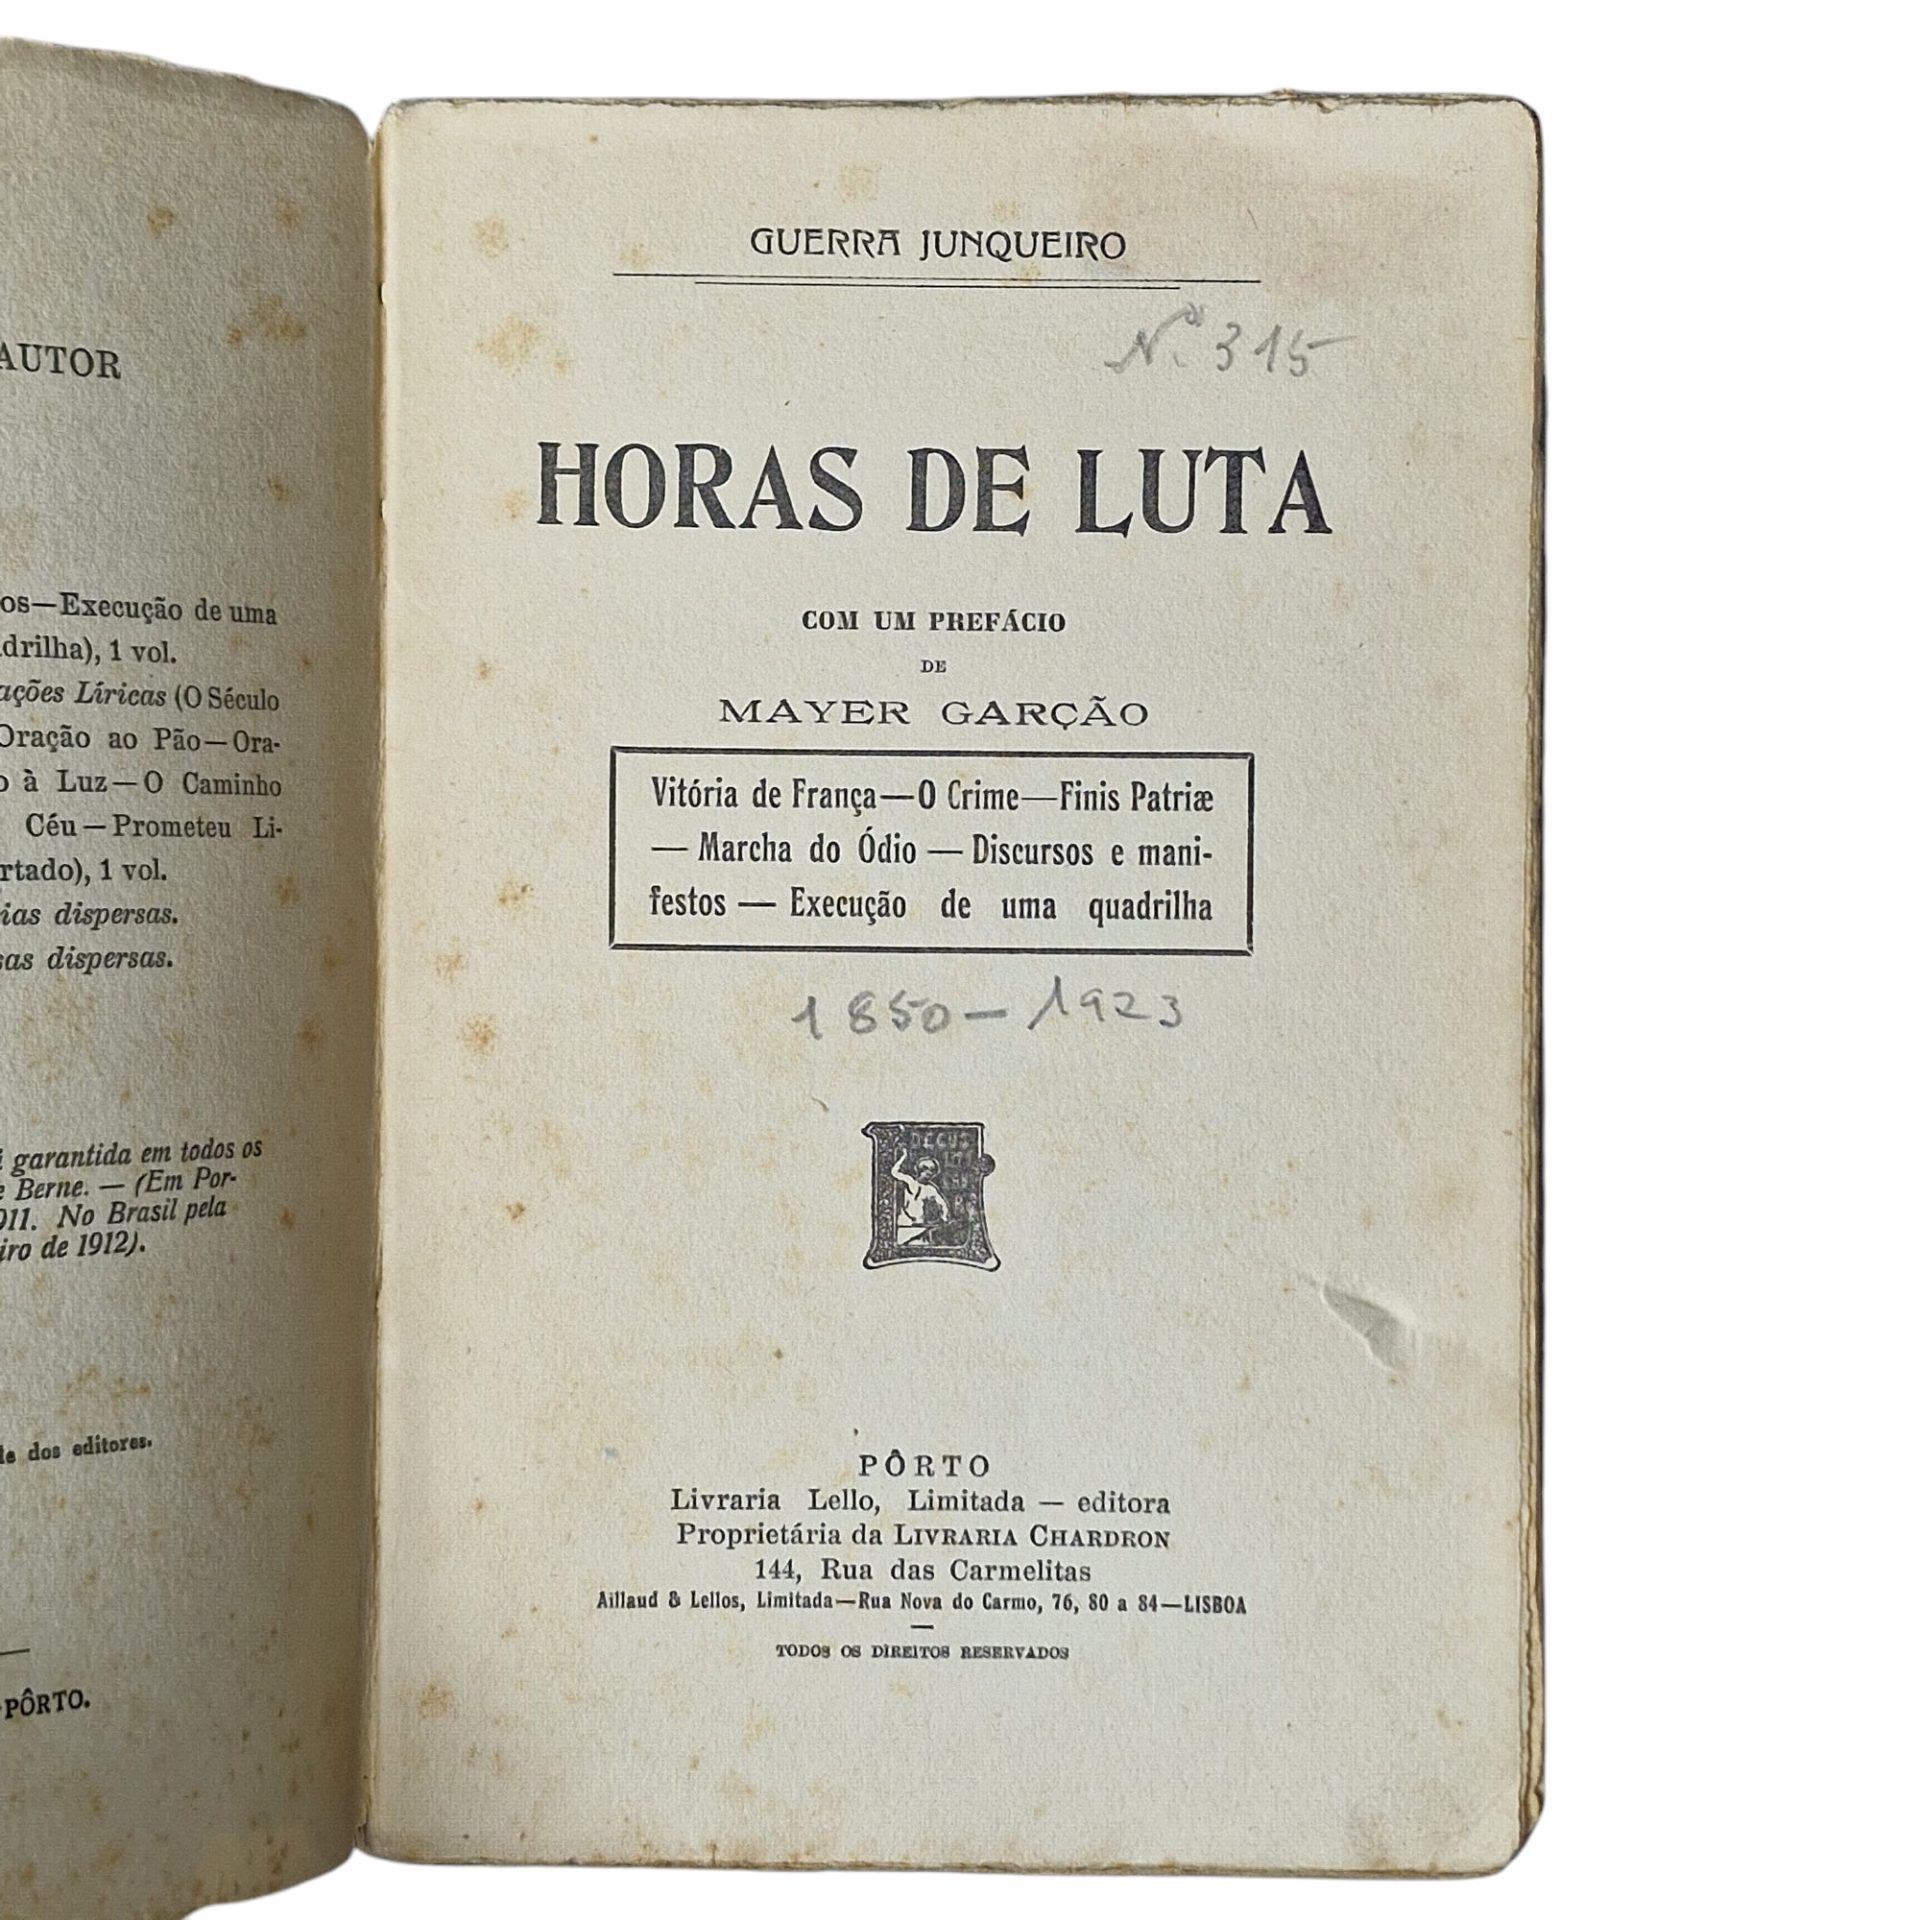 AUTOR
os—Execução de uma
drilha), 1 vol.
ações Líricas (O Século
Oração ao Pão—Ora-
o à Luz—O Caminho
Céu—Prometeu Li-
rtado), 1 vol.
ias dispersas.
sas dispersas.
garantida em todos os
e Berne. — (Em Por-
911. No Brasil pela
iro de 1912).
de dos editores.
PÔRTO.
GUERRA JUNQUEIRO
N.º 315
HORAS DE LUTA
COM UM PREFÁCIO
DE
MAYER GARÇÃO
Vitória de França—O Crime—Finis Patriæ
— Marcha do Ódio — Discursos e mani-
festos — Execução de uma quadrilha
1850-1923
DECUS
IN
PÔRTO
Livraria Lello, Limitada — editora
Proprietária da LIVRARIA CHARDRON
144, Rua das Carmelitas
Aillaud & Lellos, Limitada—Rua Nova do Carmo, 76, 80 a 84—LISBOA
TODOS OS DIREITOS RESERVADOS